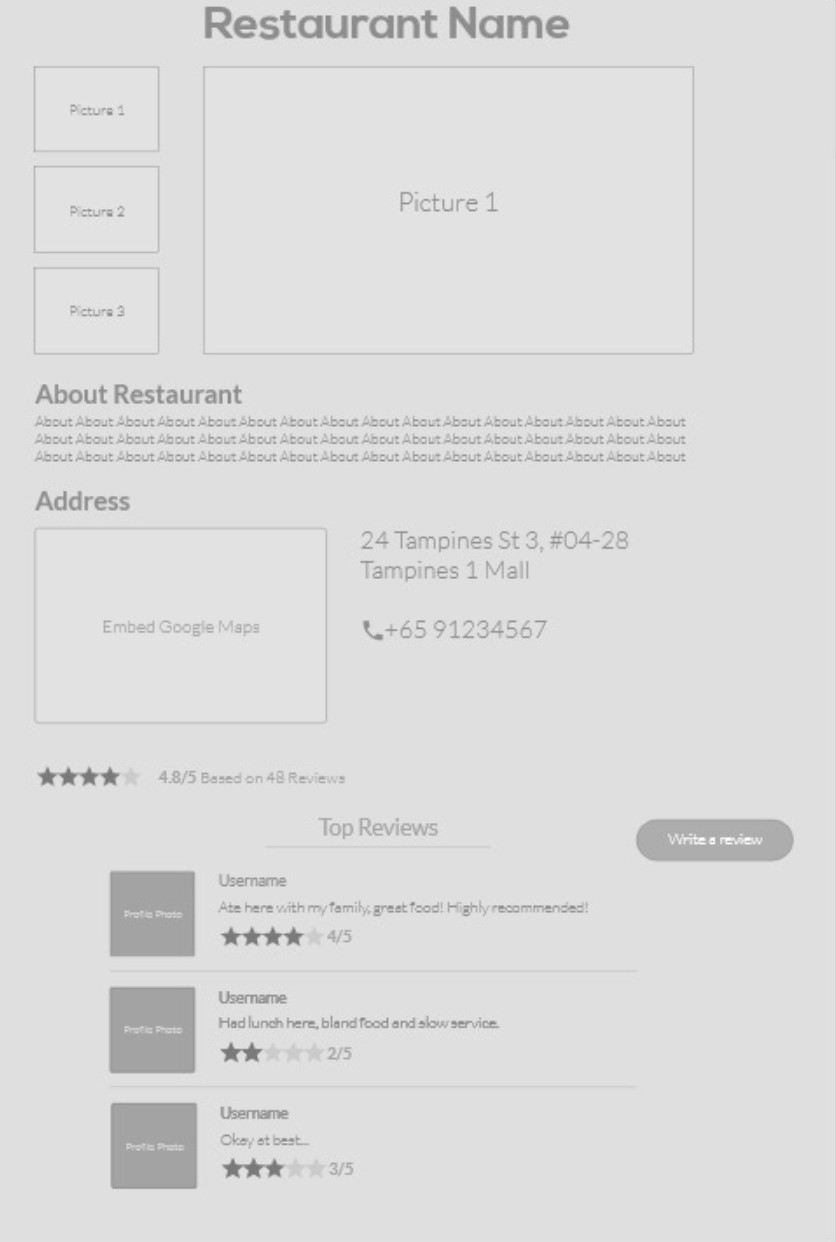 Restaurant Name
Picture 1
Picture 1
Picture 2
Picture 3
About Restaurant
About About About About About About About About About About About About About About About About
About About About About About About About About About About About About About About About About
About About About About About About About About About About About About About About About About
Address
Embed Google Maps
24 Tampines St 3, #04-28
Tampines 1 Mall
+65 91234567
4.8/5 Based on 48 Reviews
Top Reviews
Write a review
Profile Photo
Username
Ate here with my family, great food! Highly recommended!
4/5
Profile Photo
Username
Had lunch here, bland food and slow service.
2/5
Profile Photo
Username
Okay at best...
3/5